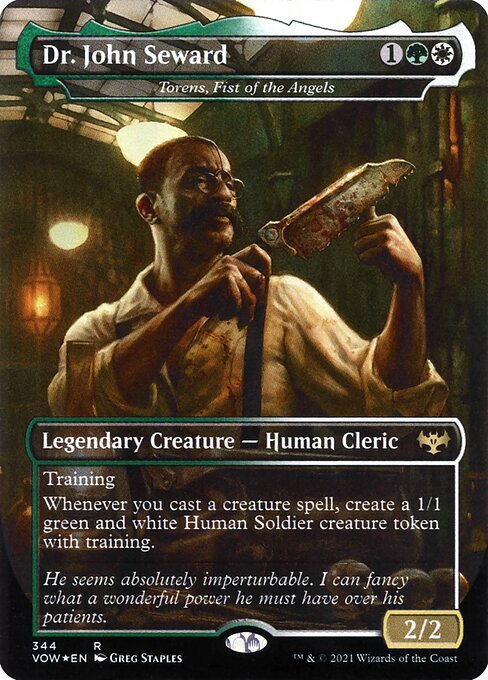 Dr. John Seward 1
Torens, Fist of the Angels
Legendary Creature — Human Cleric
Training
Whenever you cast a creature spell, create a 1/1
green and white Human Soldier creature token
with training.
He seems absolutely imperturbable. I can fancy
what a wonderful power he must have over his
patients.
2/2
344 R
VOW★EN Greg Staples
™ & © 2021 Wizards of the Coast